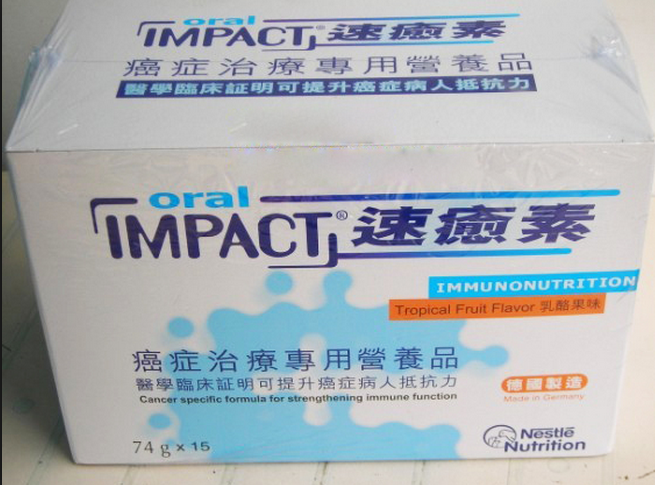 oral
IMPACT 速癒素
癌症治療專用營養品
醫學臨床証明可提升癌症病人抵抗力
oral
IMPACT® 速癒素
IMMUNONUTRITION
Tropical Fruit Flavor 乳酪果味
癌症治療專用營養品
醫學臨床証明可提升癌症病人抵抗力
Cancer specific formula for strengthening immune function
德國製造
Made in Germany
74 g x 15
Nestlé
Nutrition